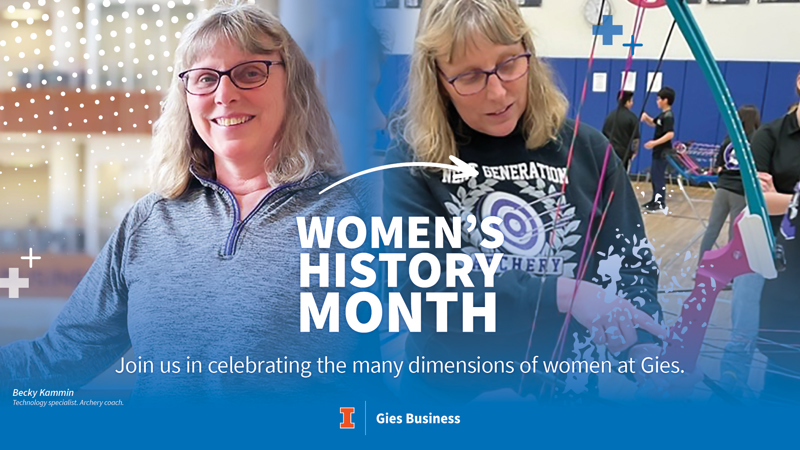 NEXT GENERATION
ARCHERY
WOMEN'S
HISTORY
MONTH
Join us in celebrating the many dimensions of women at Gies.
Becky Kammin
Technology specialist. Archery coach.
I
Gies Business